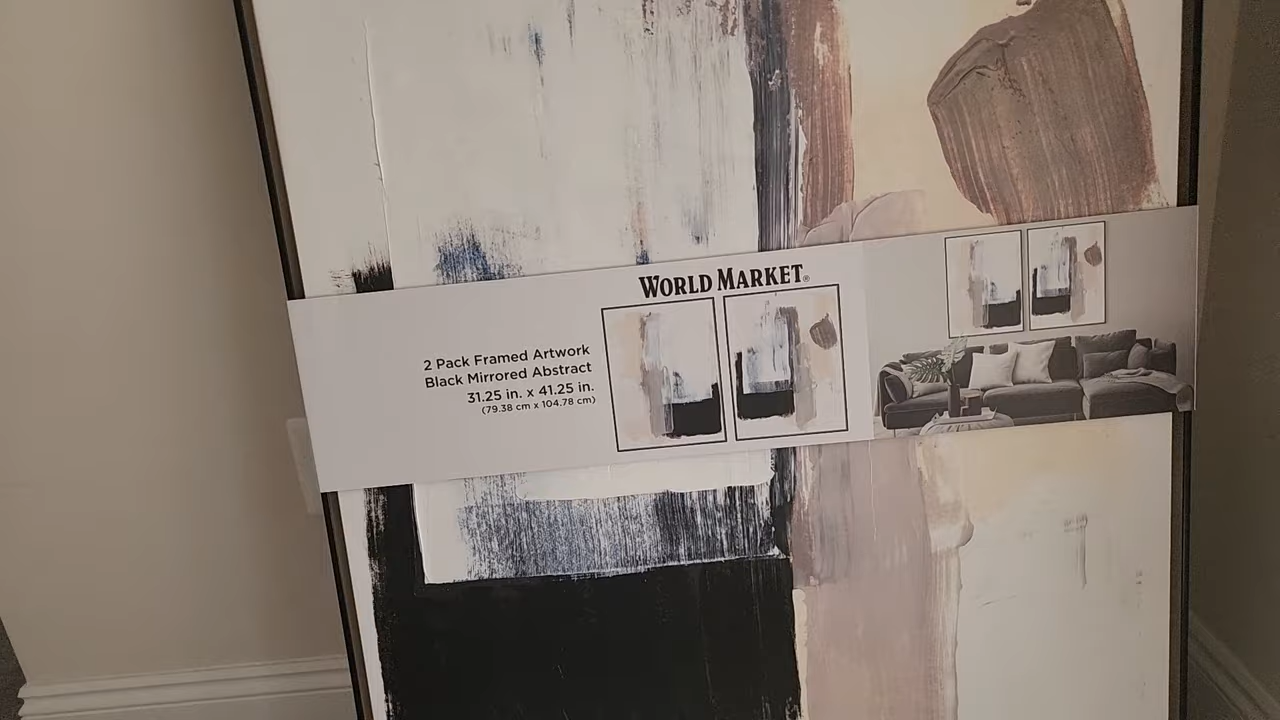 WORLD MARKET®
2 Pack Framed Artwork
Black Mirrored Abstract
31.25 in. x 41.25 in.
(79.38 cm x 104.78 cm)